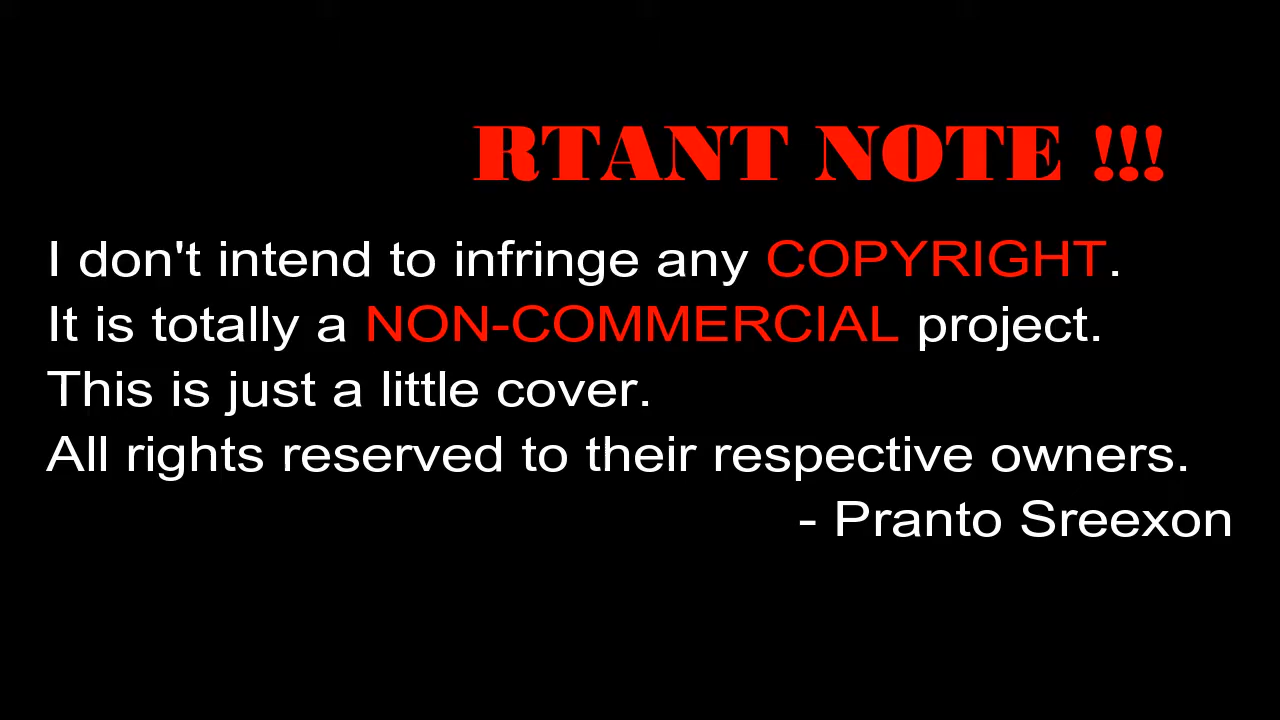 RTANT NOTE !!!
I don't intend to infringe any COPYRIGHT.
It is totally a NON-COMMERCIAL project.
This is just a little cover.
All rights reserved to their respective owners.
- Pranto Sreexon